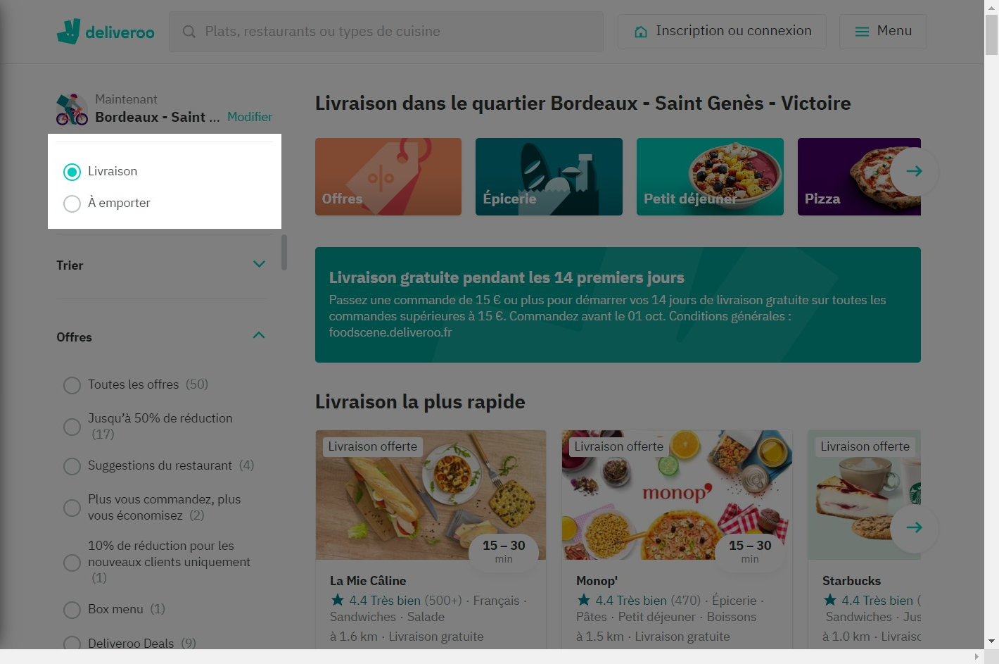 deliveroo
Plats, restaurants ou types de cuisine
Inscription ou connexion
Menu
Maintenant
Bordeaux - Saint ...
Modifier
Livraison
À emporter
Trier
Offres
Toutes les offres (50)
Jusqu’à 50% de réduction
(17)
Suggestions du restaurant (4)
Plus vous commandez, plus
vous économisez (2)
10% de réduction pour les
nouveaux clients uniquement
(1)
Box menu (1)
Deliveroo Deals (9)
Livraison dans le quartier Bordeaux - Saint Genès - Victoire
Offres
Épicerie
Petit déjeuner
Pizza
Livraison gratuite pendant les 14 premiers jours
Passez une commande de 15 € ou plus pour démarrer vos 14 jours de livraison gratuite sur toutes les
commandes supérieures à 15 €. Commandez avant le 01 oct. Conditions générales :
foodscene.deliveroo.fr
Livraison la plus rapide
Livraison offerte
15 – 30
min
La Mie Câline
4.4 Très bien (500+) · Français ·
Sandwiches · Salade
à 1.6 km · Livraison gratuite
Livraison offerte
monop'
15 – 30
min
Monop'
4.4 Très bien (470) · Épicerie ·
Pâtes · Petit déjeuner · Boissons
à 1.5 km · Livraison gratuite
Livraison offerte
Starbucks
4.4 Très bien (
Sandwiches · Jus
à 1.0 km · Livraisc